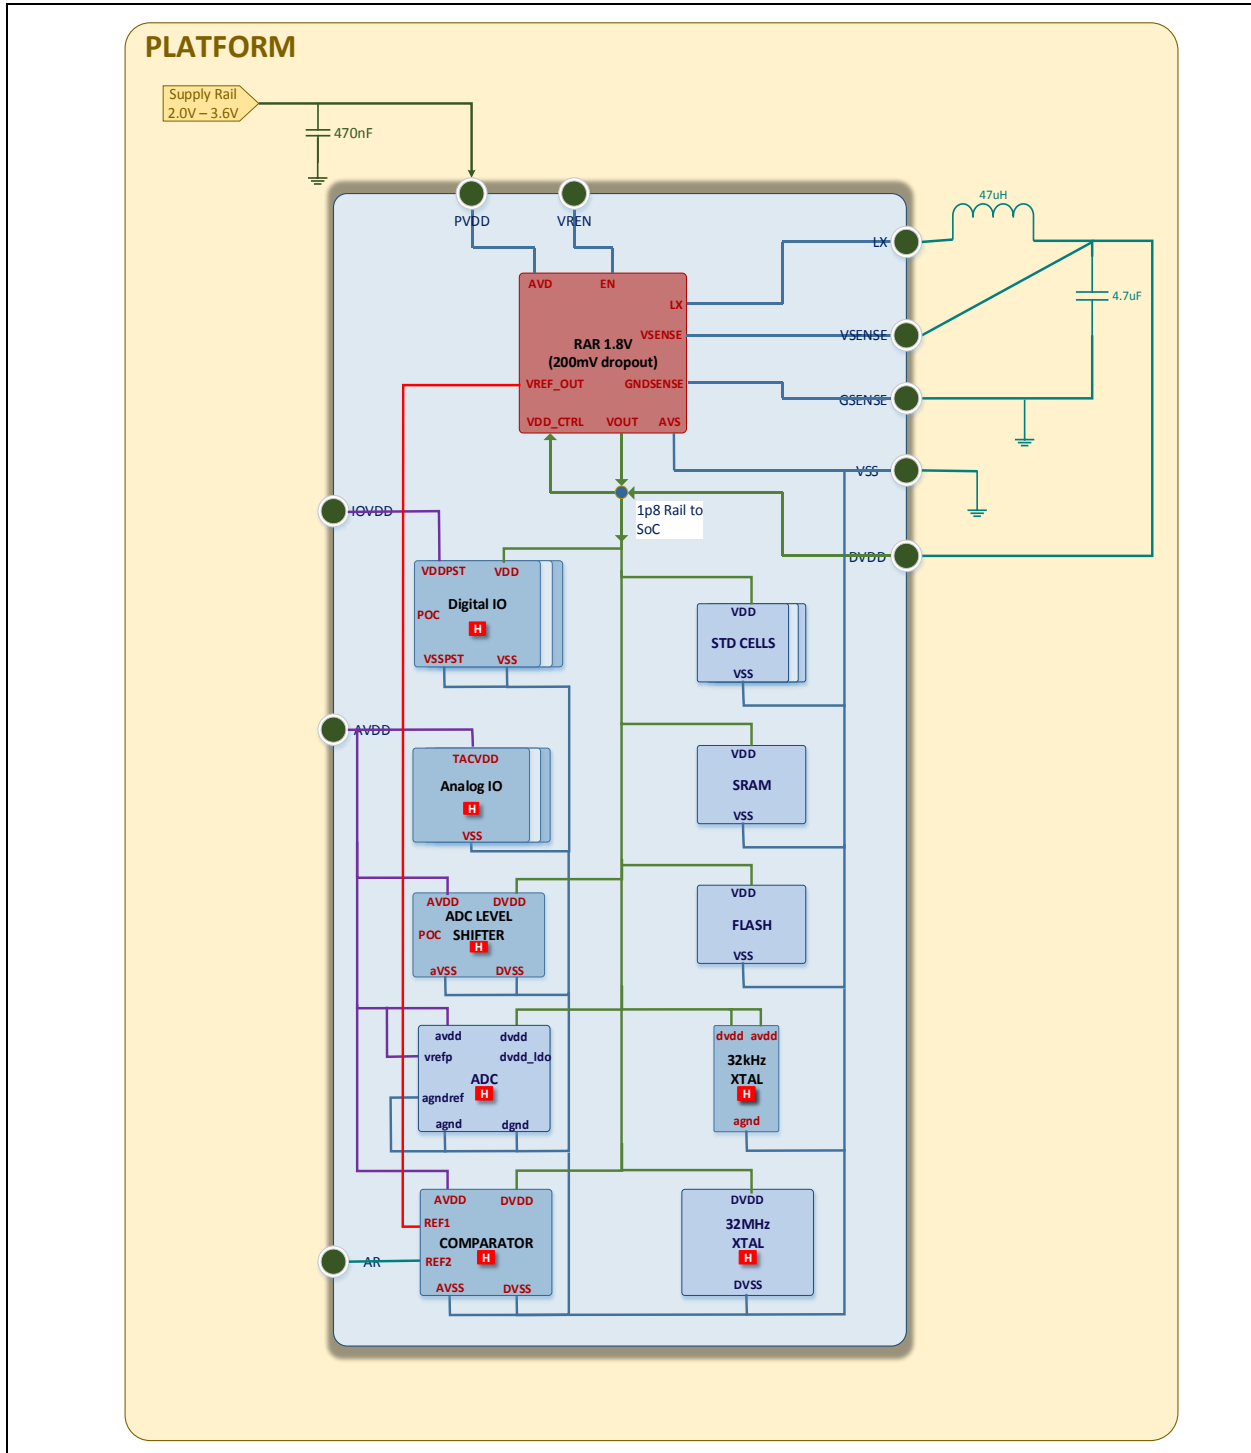 PLATFORM
Supply Rail
2.0V – 3.6V
470nF
PVDD
VREN
47uH
LX
4.7uF
VSENSE
GSENSE
VSS
DVDD
AVD
EN
LX
VSENSE
RAR 1.8V
(200mV dropout)
VREF_OUT
GNDSENSE
VDD_CTRL
VOUT
AVS
1p8 Rail to
SoC
IOVDD
VDDPST
VDD
Digital IO
POC
H
VSSPST
VSS
VDD
STD CELLS
VSS
AVDD
TACVDD
Analog IO
H
VSS
VDD
SRAM
VSS
AVDD
DVDD
ADC LEVEL
SHIFTER
POC
H
aVSS
DVSS
VDD
FLASH
VSS
avdd
dvdd
vrefp
dvdd_ldo
ADC
H
agndref
agnd
dgnd
dvdd
avdd
32kHz
XTAL
H
agnd
AVDD
DVDD
REF1
COMPARATOR
H
REF2
AVSS
DVSS
AR
DVDD
32MHz
XTAL
H
DVSS